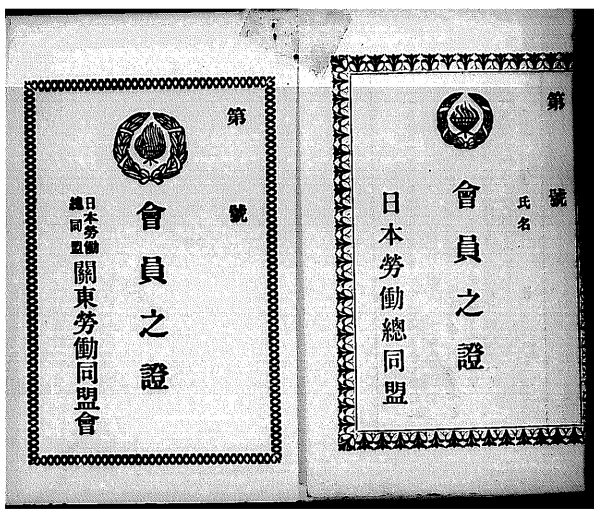 第　號
氏名
會員之證
日本勞働總同盟
第　號
會員之證
日本勞働
總同盟
關東勞働同盟會